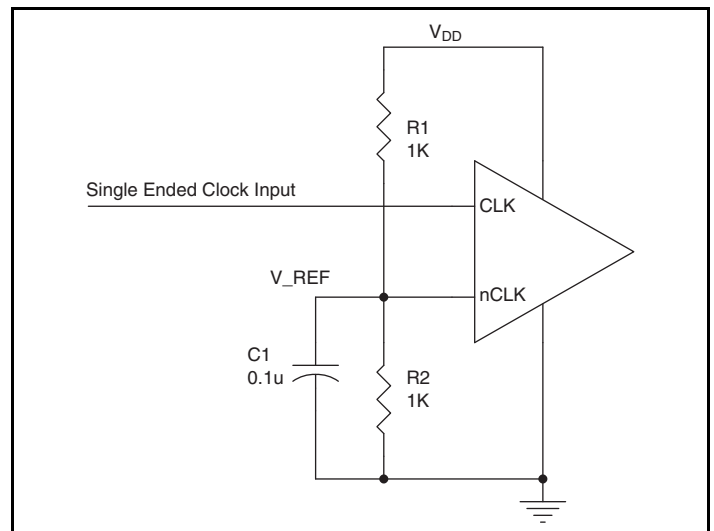 VDD
R1
1K
Single Ended Clock Input
CLK
V_REF
nCLK
C1
0.1u
R2
1K